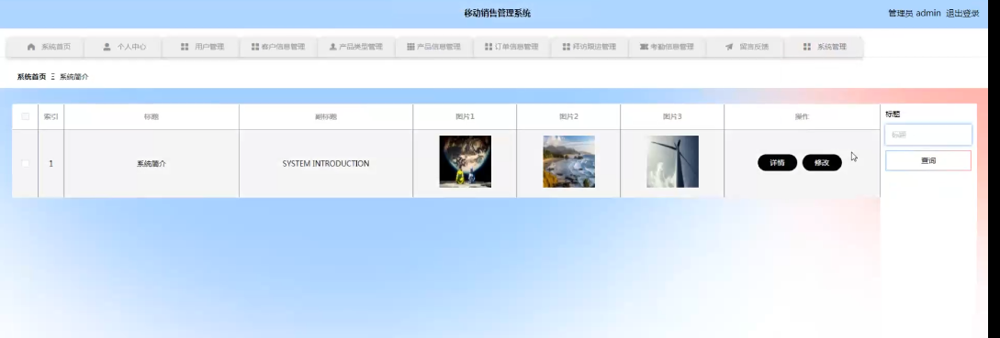 移动销售管理系统
管理员 admin 退出登录
系统首页 个人中心 用户管理 客户信息管理 产品类型管理 产品信息管理 订单信息管理 拜访频次管理 考勤信息管理 留言反馈 系统管理
系统首页 Ξ 系统简介
索引 标题 副标题 图片1 图片2 图片3 操作
标题
标题
1 系统简介 SYSTEM INTRODUCTION 详情 修改
查询